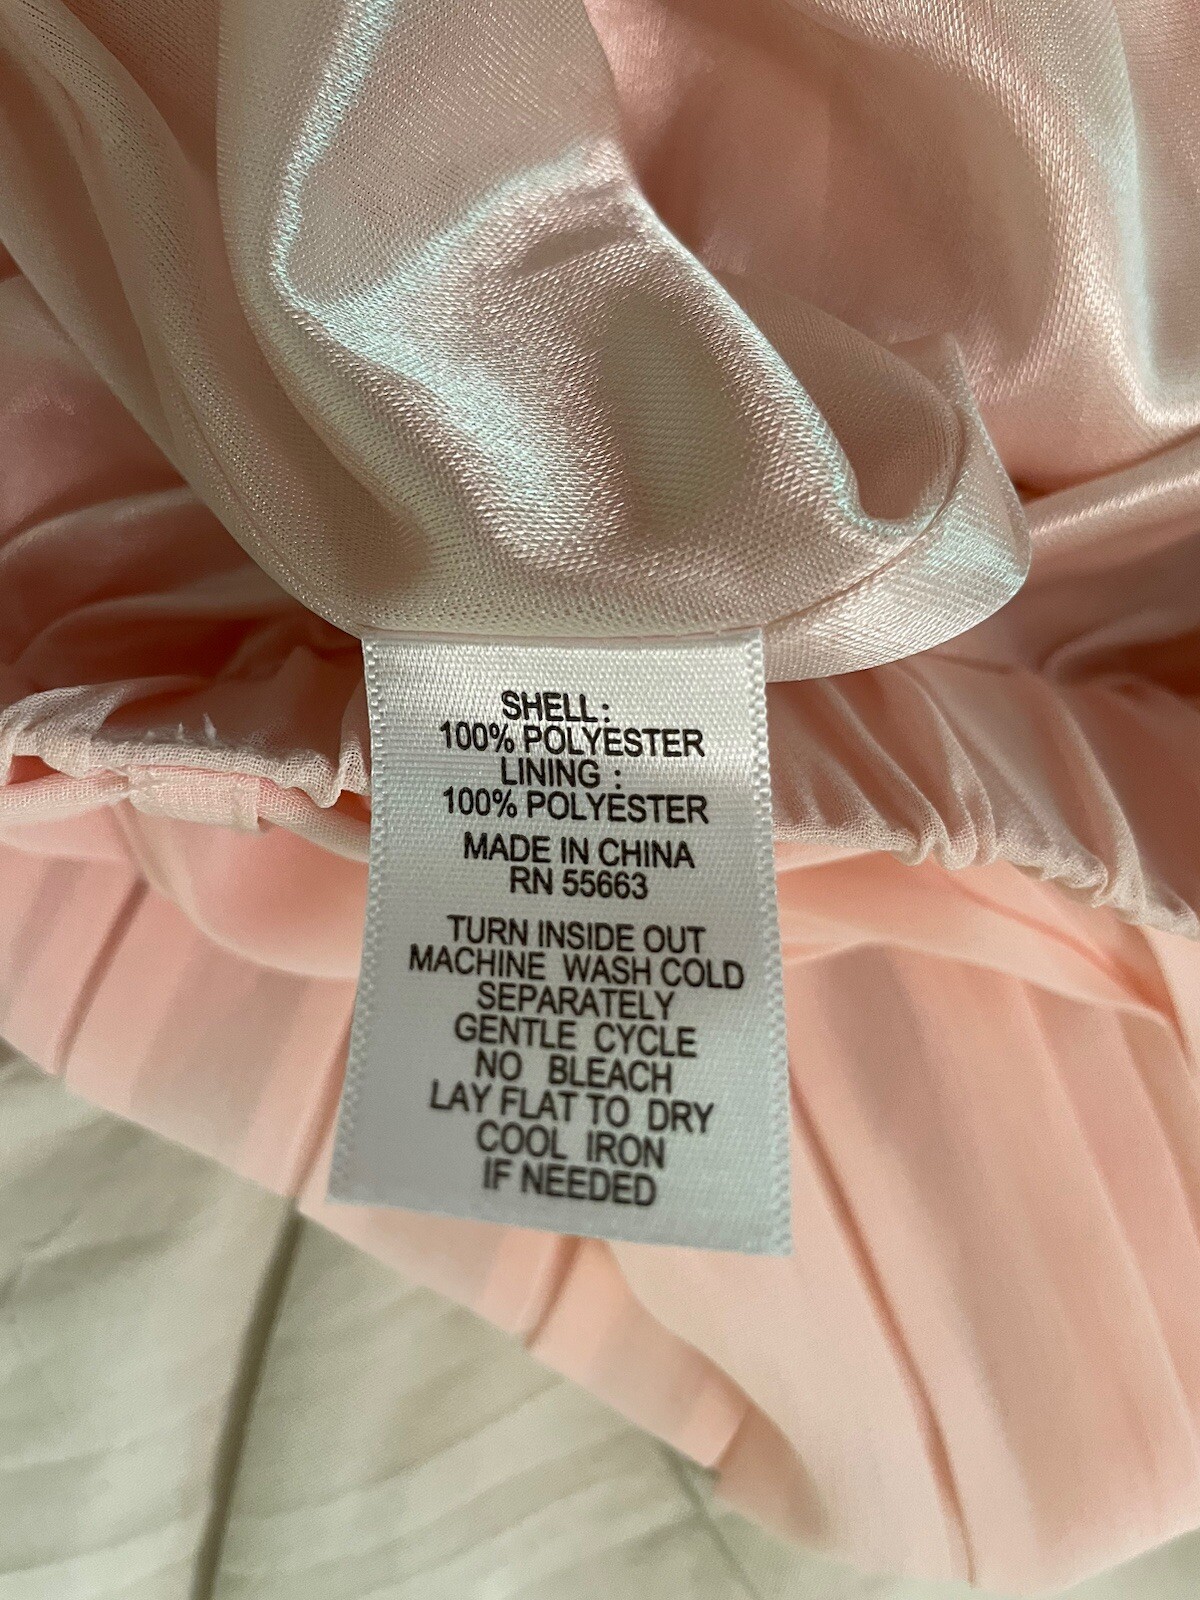 SHELL:
100% POLYESTER
LINING :
100% POLYESTER
MADE IN CHINA
RN 55663
TURN INSIDE OUT
MACHINE WASH COLD
SEPARATELY
GENTLE CYCLE
NO BLEACH
LAY FLAT TO DRY
COOL IRON
IF NEEDED